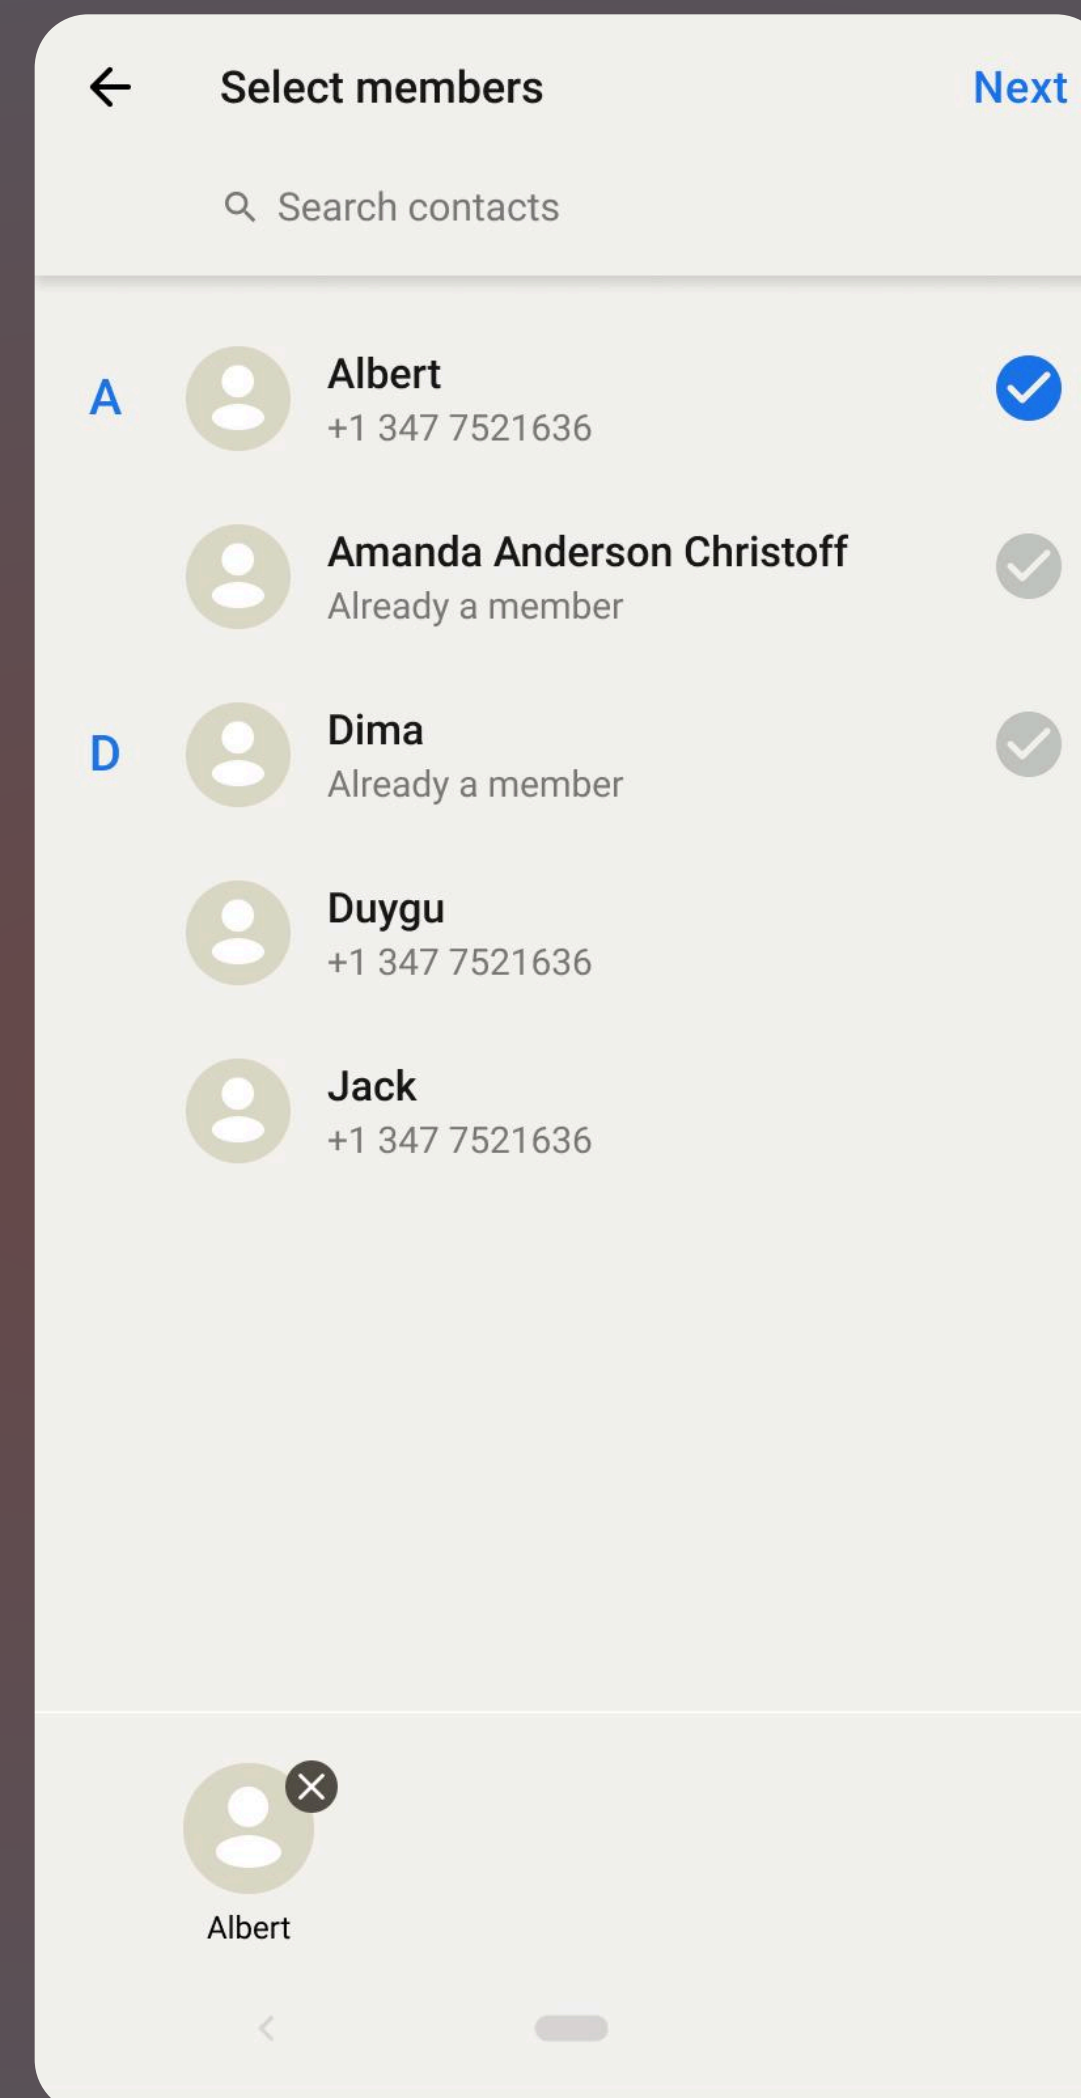 Select members
Next
Search contacts
A
Albert
+1 347 7521636
Amanda Anderson Christoff
Already a member
D
Dima
Already a member
Duygu
+1 347 7521636
Jack
+1 347 7521636
Albert